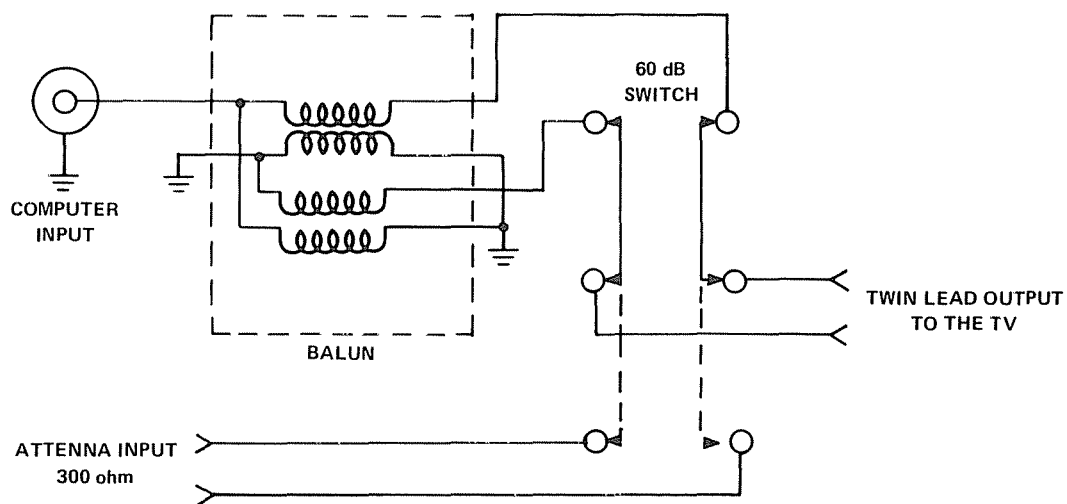 60 dB
SWITCH
COMPUTER
INPUT
BALUN
TWIN LEAD OUTPUT
TO THE TV
ATTENNA INPUT
300 ohm